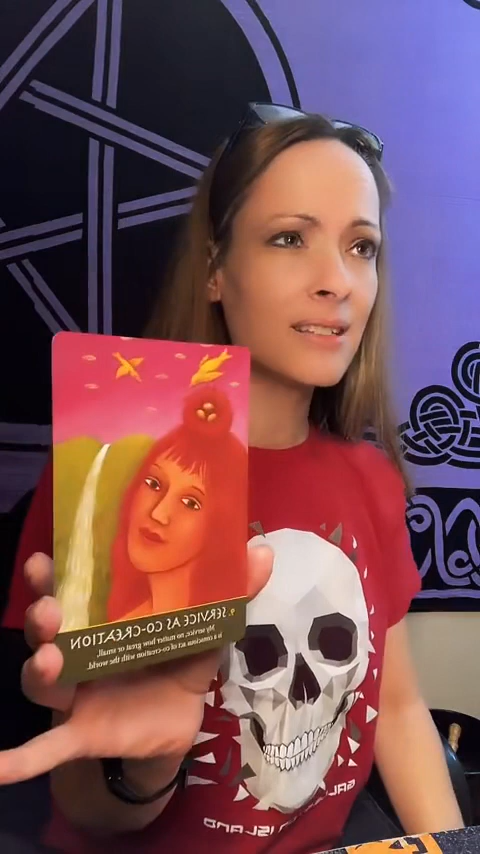 9. SERVICE AS CO-CREATION
My service, no matter how great or small,
is a conscious act of co-creation
with the world.
ISLAND